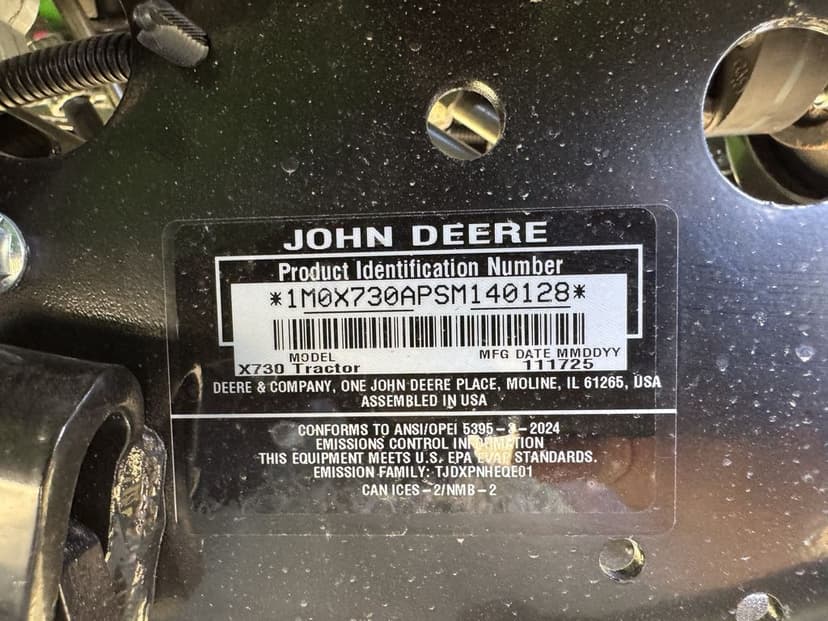 JOHN DEERE
Product Identification Number
*1M0X730APSM140128*
MODEL MFG DATE MMDDYY
X730 Tractor 111725
DEERE & COMPANY, ONE JOHN DEERE PLACE, MOLINE, IL 61265, USA
ASSEMBLED IN USA
CONFORMS TO ANSI/OPEI 5395-3-2024
EMISSIONS CONTROL INFORMATION
THIS EQUIPMENT MEETS U.S. EPA EVAP STANDARDS.
EMISSION FAMILY: TJDXPNHEQE01
CAN ICES-2/NMB-2